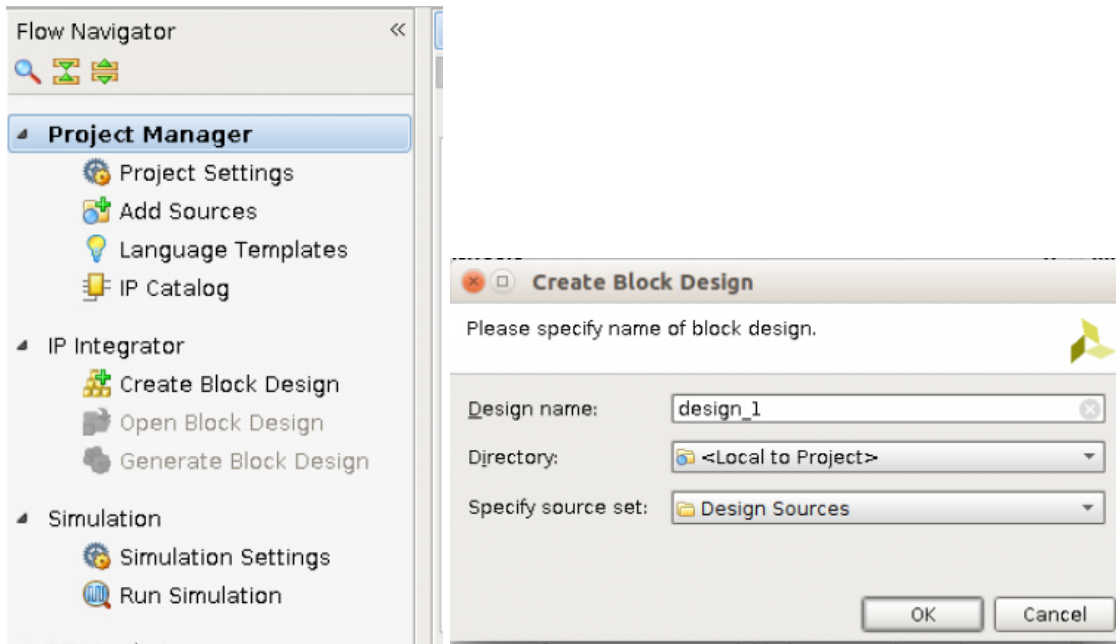 Flow Navigator
Project Manager
Project Settings
Add Sources
Language Templates
IP Catalog
IP Integrator
Create Block Design
Open Block Design
Generate Block Design
Simulation
Simulation Settings
Run Simulation
Create Block Design
Please specify name of block design.
Design name: design_1
Directory: <Local to Project>
Specify source set: Design Sources
OK Cancel